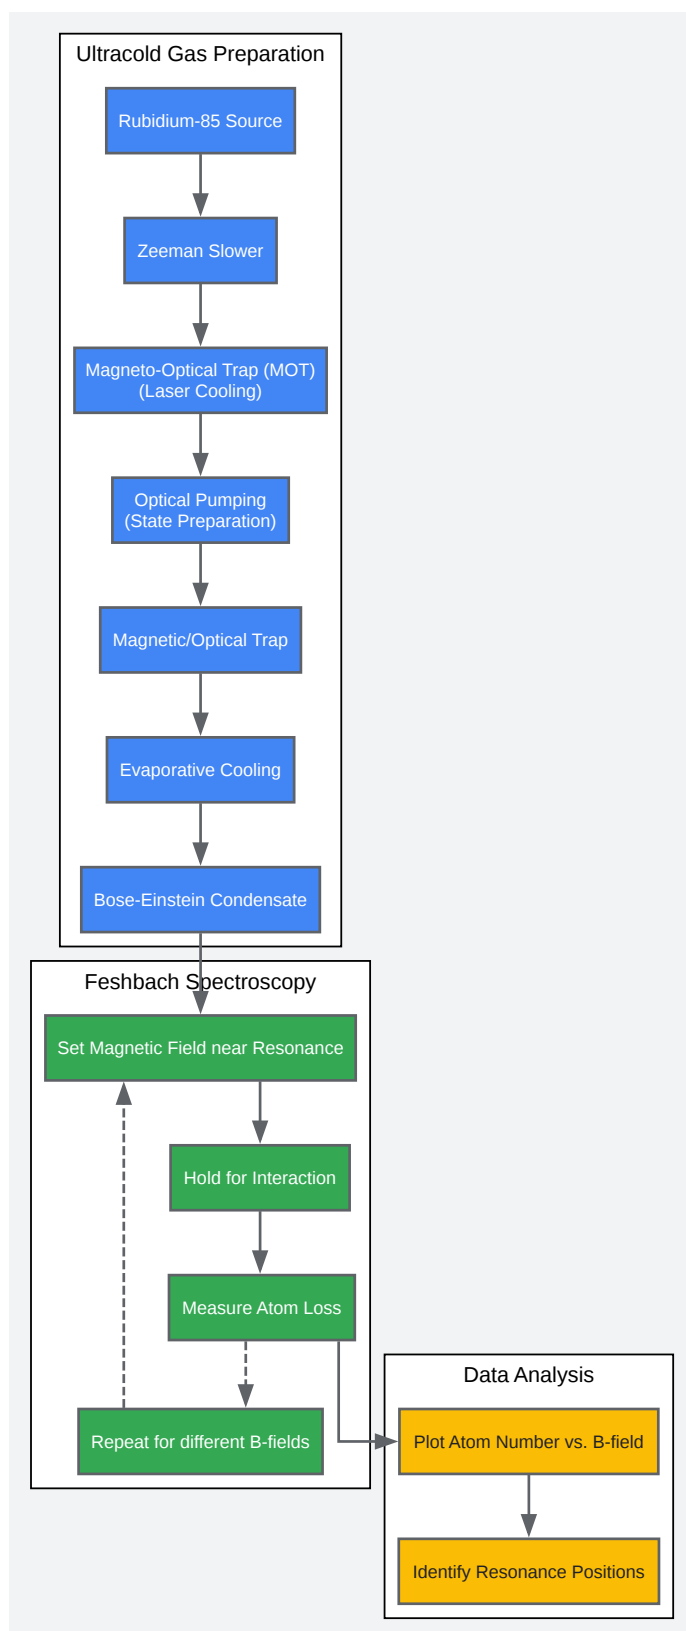 Ultracold Gas Preparation
Rubidium-85 Source
Zeeman Slower
Magneto-Optical Trap (MOT)
(Laser Cooling)
Optical Pumping
(State Preparation)
Magnetic/Optical Trap
Evaporative Cooling
Bose-Einstein Condensate
Feshbach Spectroscopy
Set Magnetic Field near Resonance
Hold for Interaction
Measure Atom Loss
Repeat for different B-fields
Data Analysis
Plot Atom Number vs. B-field
Identify Resonance Positions